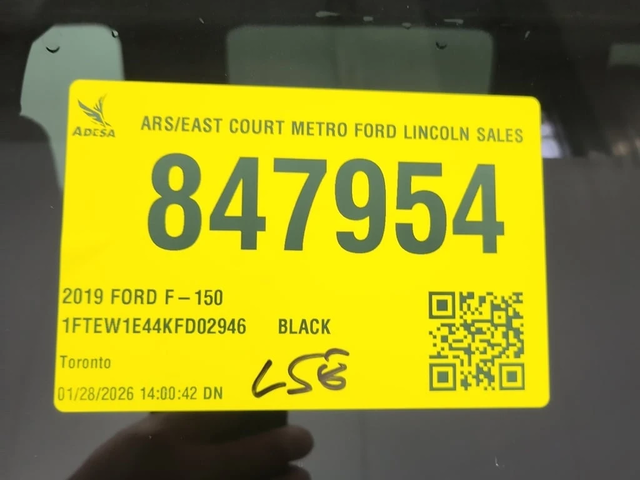 ADESA
ARS/EAST COURT METRO FORD LINCOLN SALES
847954
2019 FORD F-150
1FTEW1E44KFD02946 BLACK
Toronto
01/28/2026 14:00:42 DN